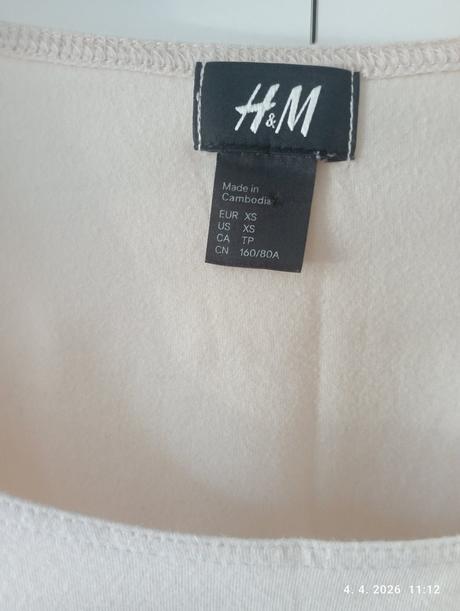 H&M
Made in
Cambodia
EUR XS
US XS
CA TP
CN 160/80A
4. 4. 2026 11:12